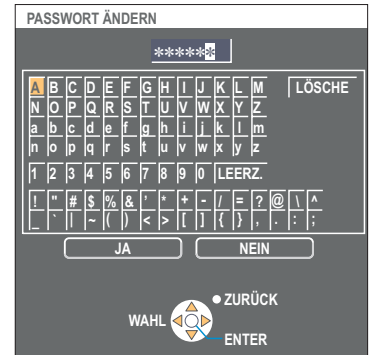 PASSWORT ÄNDERN
******
A B C D E F G H I J K L M LÖSCHE
N O P Q R S T U V W X Y Z
a b c d e f g h i j k l m
n o p q r s t u v w x y z
1 2 3 4 5 6 7 8 9 0 LEERZ.
! " # $ % & ' * + - / = ? @ \ ^
_ ` | ~ ( ) < > [ ] { } , . : ;
JA NEIN
ZURÜCK
WAHL
ENTER